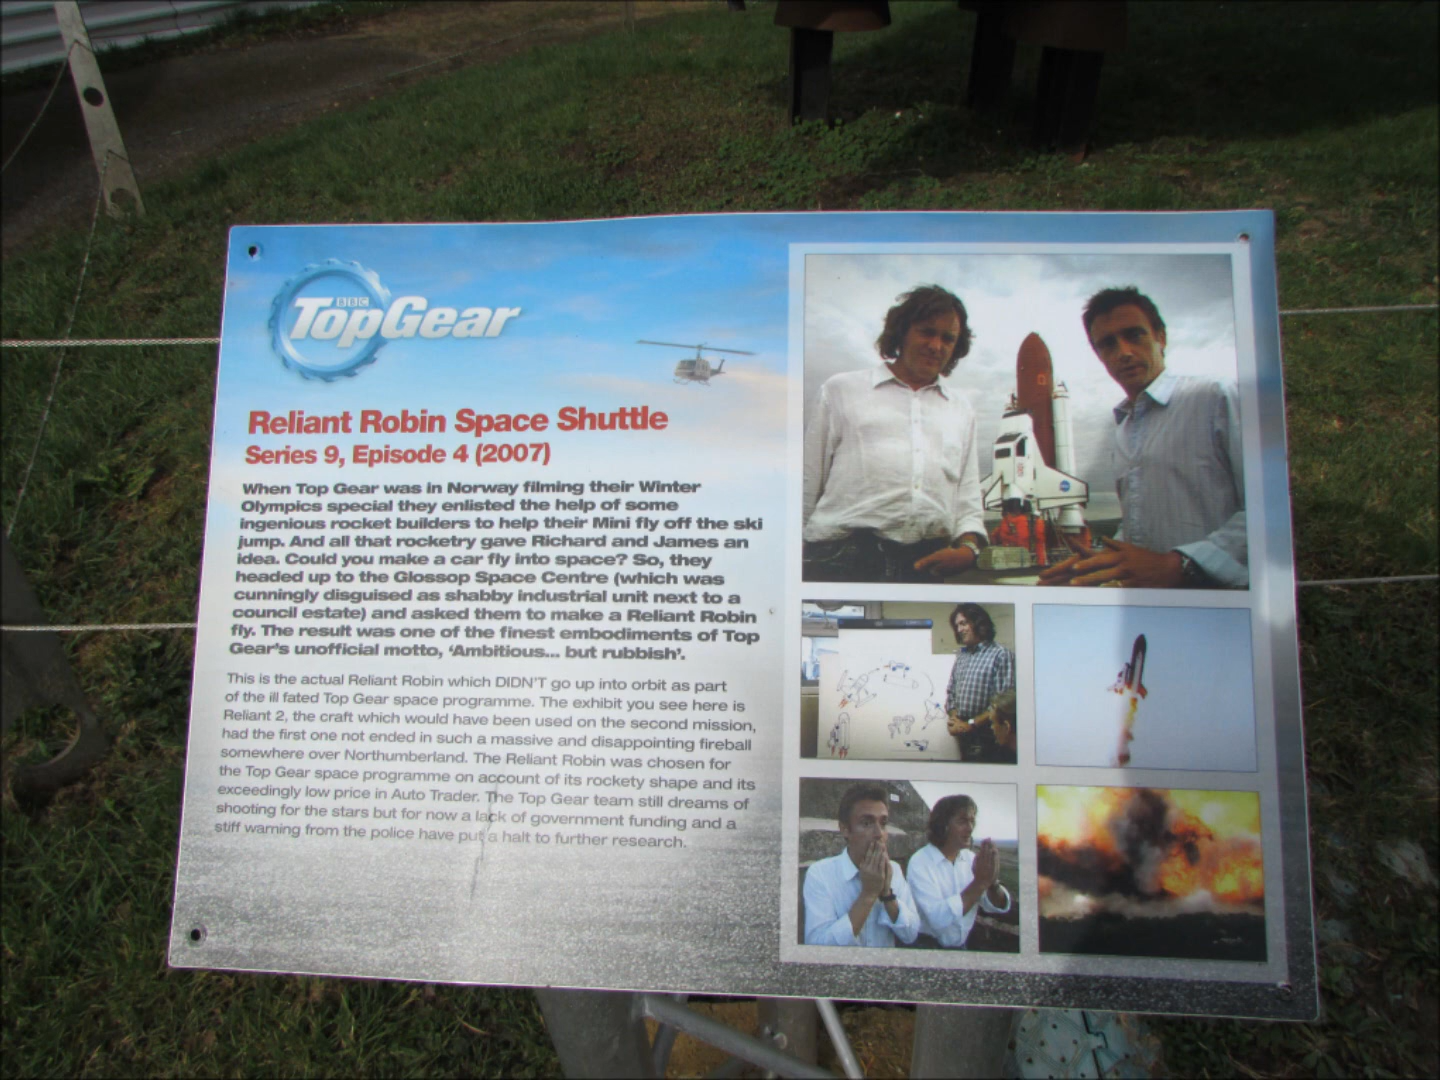 BBC
TopGear
Reliant Robin Space Shuttle
Series 9, Episode 4 (2007)
When Top Gear was in Norway filming their Winter
Olympics special they enlisted the help of some
ingenious rocket builders to help their Mini fly off the ski
jump. And all that rocketry gave Richard and James an
idea. Could you make a car fly into space? So, they
headed up to the Glossop Space Centre (which was
cunningly disguised as shabby industrial unit next to a
council estate) and asked them to make a Reliant Robin
fly. The result was one of the finest embodiments of Top
Gear's unofficial motto, 'Ambitious... but rubbish'.
This is the actual Reliant Robin which DIDN'T go up into orbit as part
of the ill fated Top Gear space programme. The exhibit you see here is
Reliant 2, the craft which would have been used on the second mission,
had the first one not ended in such a massive and disappointing fireball
somewhere over Northumberland. The Reliant Robin was chosen for
the Top Gear space programme on account of its rockety shape and its
exceedingly low price in Auto Trader. The Top Gear team still dreams of
shooting for the stars but for now a lack of government funding and a
stiff warning from the police have put a halt to further research.